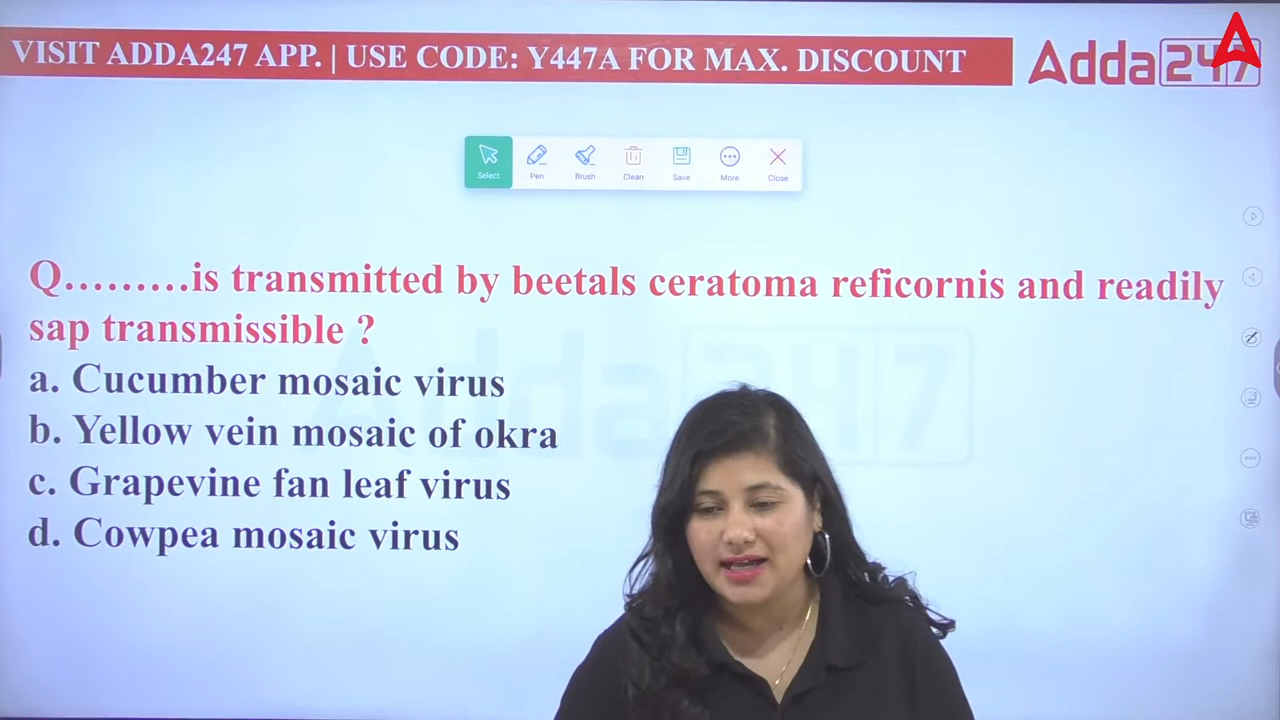 VISIT ADDA247 APP. | USE CODE: Y447A FOR MAX. DISCOUNT
Adda247
Select Pen Brush Clean Save More Close
Q.........is transmitted by beetals ceratoma reficornis and readily
sap transmissible ?
a. Cucumber mosaic virus
b. Yellow vein mosaic of okra
c. Grapevine fan leaf virus
d. Cowpea mosaic virus